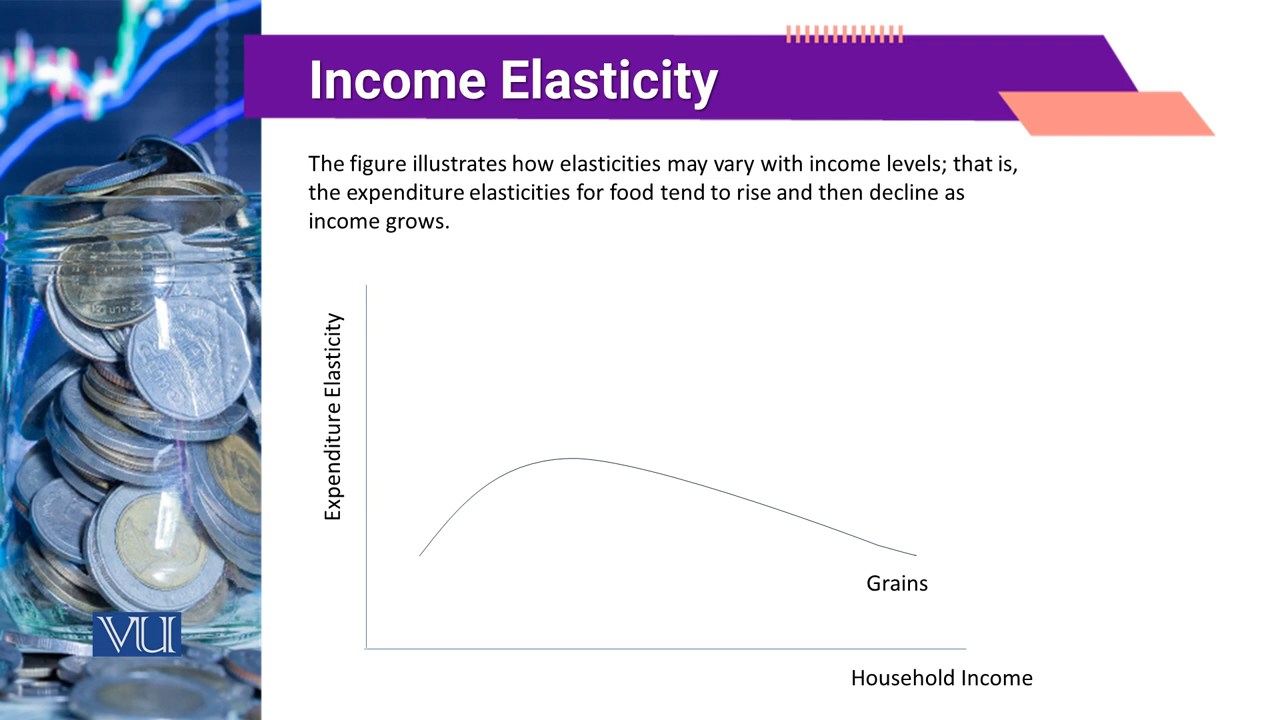 Income Elasticity
The figure illustrates how elasticities may vary with income levels; that is,
the expenditure elasticities for food tend to rise and then decline as
income grows.
Expenditure Elasticity
Grains
Household Income
VU